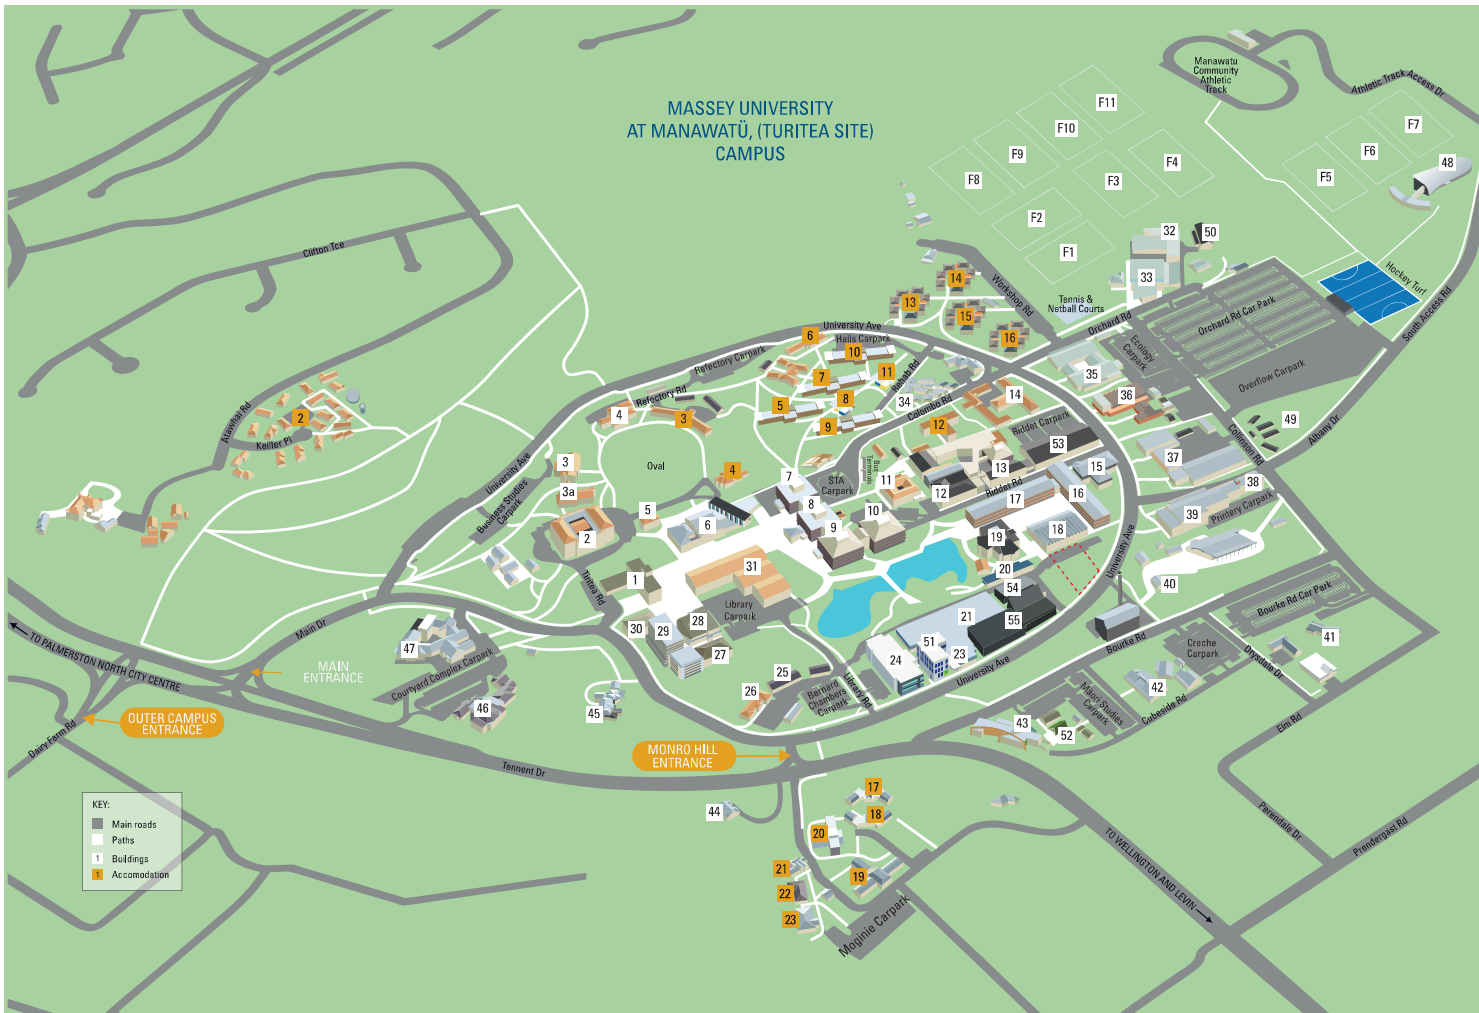 MASSEY UNIVERSITY
AT MANAWATŪ, (TURITEA SITE)
CAMPUS
Manawatu
Community
Athletic
Track
Athletic Track Access Dr
F11
F10
F9
F8
F7
F6
F5
F4
F3
F2
F1
48
32
50
33
Hockey Turf
South Access Rd
Clifton Tce
Workshop Rd
Tennis &
Netball Courts
Orchard Rd
Orchard Rd Car Park
Ecology
Carpark
Overflow Carpark
14
13
15
16
University Ave
6
Halls Carpark
10
Refectory Carpark
7
11
Rehab Rd
35
36
Refectory Rd
5
8
34
Colombo Rd
14
4
3
9
12
Riddet Carpark
53
49
Collinson Rd
Albany Dr
2
Atawhai Rd
Keiller Pl
University Ave
3
Oval
4
7
Bus
Terminals
STA
Carpark
13
15
37
38
Business Studies
Carpark
3a
11
12
Riddet Rd
17
16
39
Printery Carpark
5
6
8
9
10
2
18
19
University Ave
31
20
40
1
Tiritea Rd
54
Library
Carpark
21
55
Bourke Rd Car Park
Bourke Rd
TO PALMERSTON NORTH CITY CENTRE
Main Dr
MAIN
ENTRANCE
47
Courtyard Complex Carpark
30
29
28
27
51
23
24
Creche
Carpark
Drysdale Dr
41
25
26
Bernard
Chambers
Carpark
Library Rd
University Ave
42
Maori Studies
Carpark
Cubeside Rd
OUTER CAMPUS
ENTRANCE
46
45
43
52
Elm Rd
Dairy Farm Rd
MONRO HILL
ENTRANCE
Tennent Dr
44
17
18
20
TO WELLINGTON AND LEVIN
Perendale Dr
Prendergast Rd
21
22
23
19
Moginie Carpark
KEY:
Main roads
Paths
1 Buildings
1 Accomodation